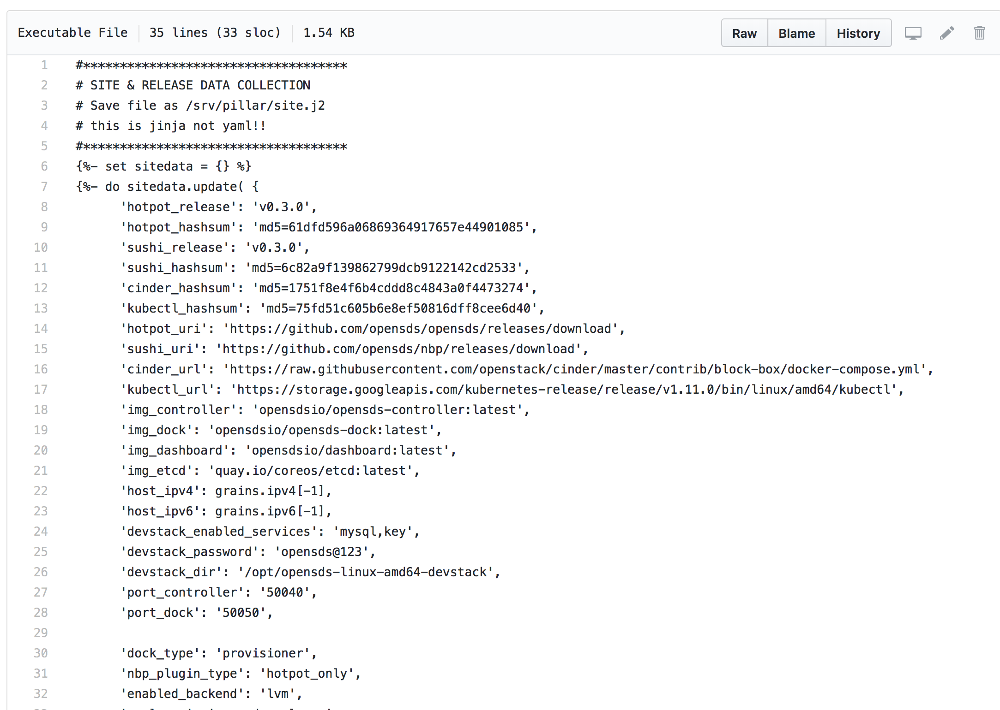 Executable File 35 lines (33 sloc) 1.54 KB Raw Blame History
1 #************************************
2 # SITE & RELEASE DATA COLLECTION
3 # Save file as /srv/pillar/site.j2
4 # this is jinja not yaml!!
5 #************************************
6 {%- set sitedata = {} %}
7 {%- do sitedata.update( {
8 'hotpot_release': 'v0.3.0',
9 'hotpot_hashsum': 'md5=61dfd596a06869364917657e44901085',
10 'sushi_release': 'v0.3.0',
11 'sushi_hashsum': 'md5=6c82a9f139862799dcb9122142cd2533',
12 'cinder_hashsum': 'md5=1751f8e4f6b4cddd8c4843a0f4473274',
13 'kubectl_hashsum': 'md5=75fd51c605b6e8ef50816dff8cee6d40',
14 'hotpot_uri': 'https://github.com/opensds/opensds/releases/download',
15 'sushi_uri': 'https://github.com/opensds/nbp/releases/download',
16 'cinder_url': 'https://raw.githubusercontent.com/openstack/cinder/master/contrib/block-box/docker-compose.yml',
17 'kubectl_url': 'https://storage.googleapis.com/kubernetes-release/release/v1.11.0/bin/linux/amd64/kubectl',
18 'img_controller': 'opensdsio/opensds-controller:latest',
19 'img_dock': 'opensdsio/opensds-dock:latest',
20 'img_dashboard': 'opensdsio/dashboard:latest',
21 'img_etcd': 'quay.io/coreos/etcd:latest',
22 'host_ipv4': grains.ipv4[-1],
23 'host_ipv6': grains.ipv6[-1],
24 'devstack_enabled_services': 'mysql,key',
25 'devstack_password': 'opensds@123',
26 'devstack_dir': '/opt/opensds-linux-amd64-devstack',
27 'port_controller': '50040',
28 'port_dock': '50050',
29
30 'dock_type': 'provisioner',
31 'nbp_plugin_type': 'hotpot_only',
32 'enabled_backend': 'lvm',